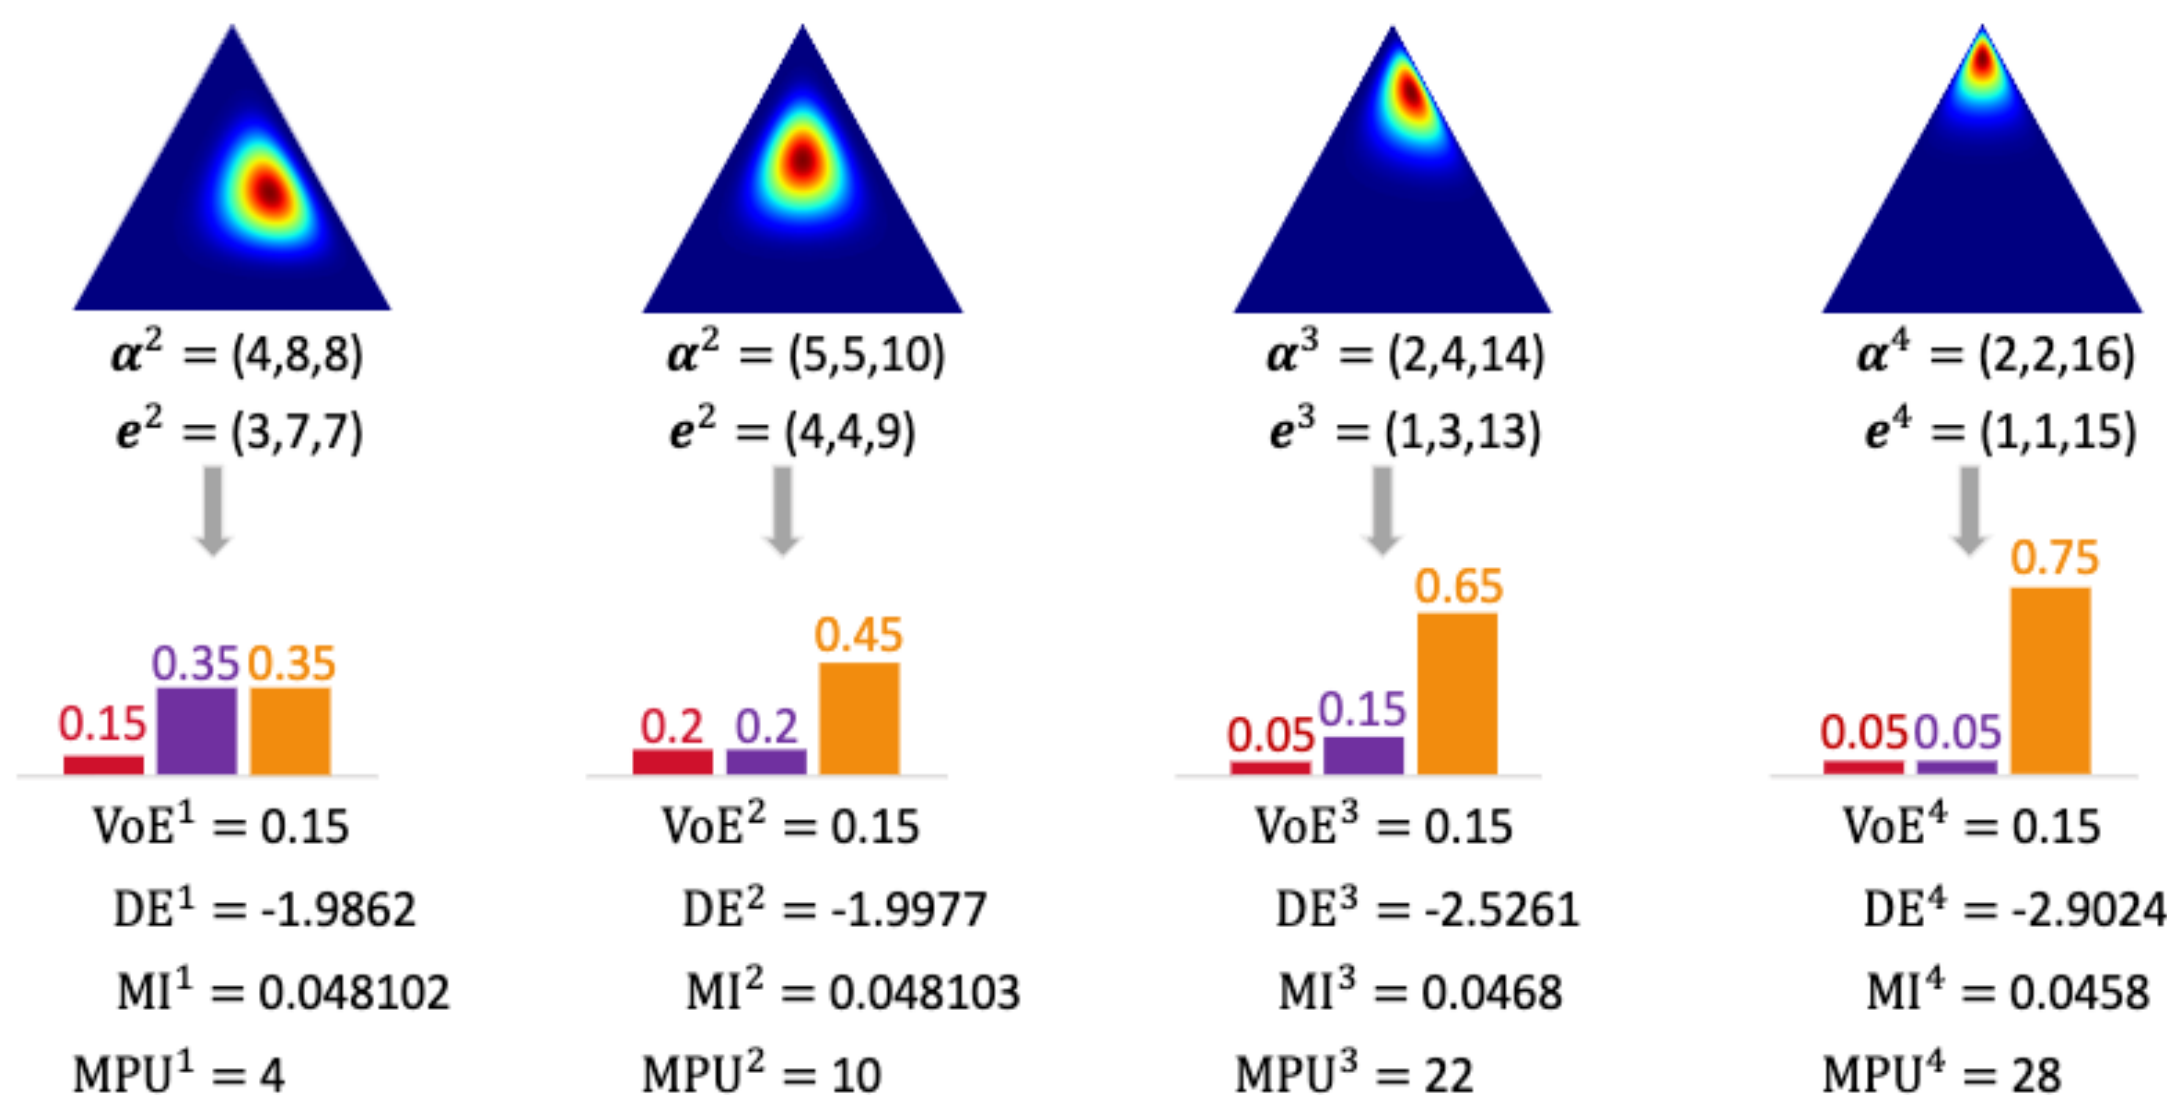 α² = (4,8,8)
e² = (3,7,7)
0.15
0.35
0.35
VoE¹ = 0.15
DE¹ = -1.9862
MI¹ = 0.048102
MPU¹ = 4
α² = (5,5,10)
e² = (4,4,9)
0.2
0.2
0.45
VoE² = 0.15
DE² = -1.9977
MI² = 0.048103
MPU² = 10
α³ = (2,4,14)
e³ = (1,3,13)
0.05
0.15
0.65
VoE³ = 0.15
DE³ = -2.5261
MI³ = 0.0468
MPU³ = 22
α⁴ = (2,2,16)
e⁴ = (1,1,15)
0.05
0.05
0.75
VoE⁴ = 0.15
DE⁴ = -2.9024
MI⁴ = 0.0458
MPU⁴ = 28